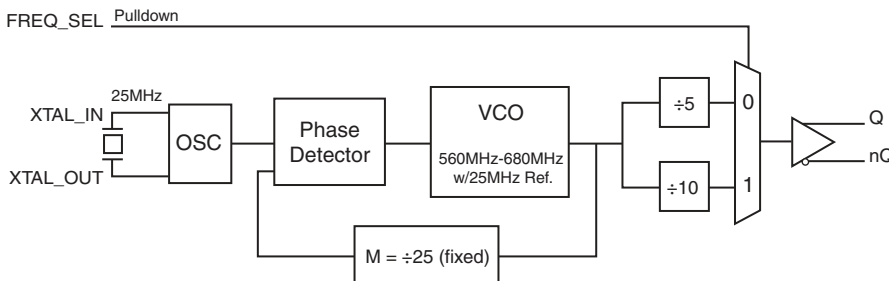 FREQ_SEL Pulldown
25MHz
XTAL_IN
XTAL_OUT
OSC
Phase
Detector
VCO
560MHz-680MHz
w/25MHz Ref.
M = ÷25 (fixed)
÷5
÷10
0
1
Q
nQ